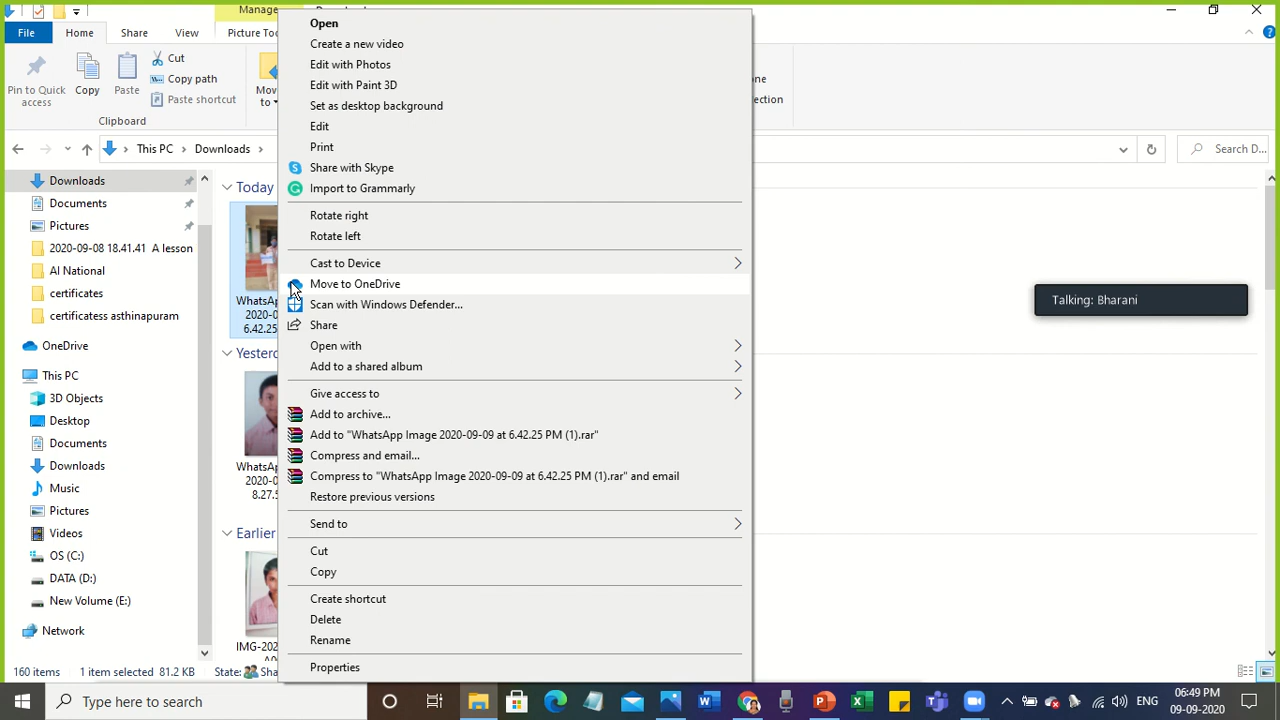 Manage
File
Home
Share
View
Picture Too
Pin to Quick
access
Copy
Paste
Cut
Copy path
Paste shortcut
Clipboard
Move
to
This PC
Downloads
Search D...
Downloads
Documents
Pictures
2020-09-08 18.41.41 A lesson
AI National
certificates
certificatess asthinapuram
OneDrive
This PC
3D Objects
Desktop
Documents
Downloads
Music
Pictures
Videos
OS (C:)
DATA (D:)
New Volume (E:)
Network
Today
WhatsA
2020-0
6.42.25
Yester
WhatsA
2020-0
8.27.5
Earlier
IMG-202
Open
Create a new video
Edit with Photos
Edit with Paint 3D
Set as desktop background
Edit
Print
Share with Skype
Import to Grammarly
Rotate right
Rotate left
Cast to Device
Move to OneDrive
Scan with Windows Defender...
Share
Open with
Add to a shared album
Give access to
Add to archive...
Add to "WhatsApp Image 2020-09-09 at 6.42.25 PM (1).rar"
Compress and email...
Compress to "WhatsApp Image 2020-09-09 at 6.42.25 PM (1).rar" and email
Restore previous versions
Send to
Cut
Copy
Create shortcut
Delete
Rename
Properties
Talking: Bharani
160 items
1 item selected 81.2 KB
State:
Sha
Type here to search
ENG
06:49 PM
09-09-2020